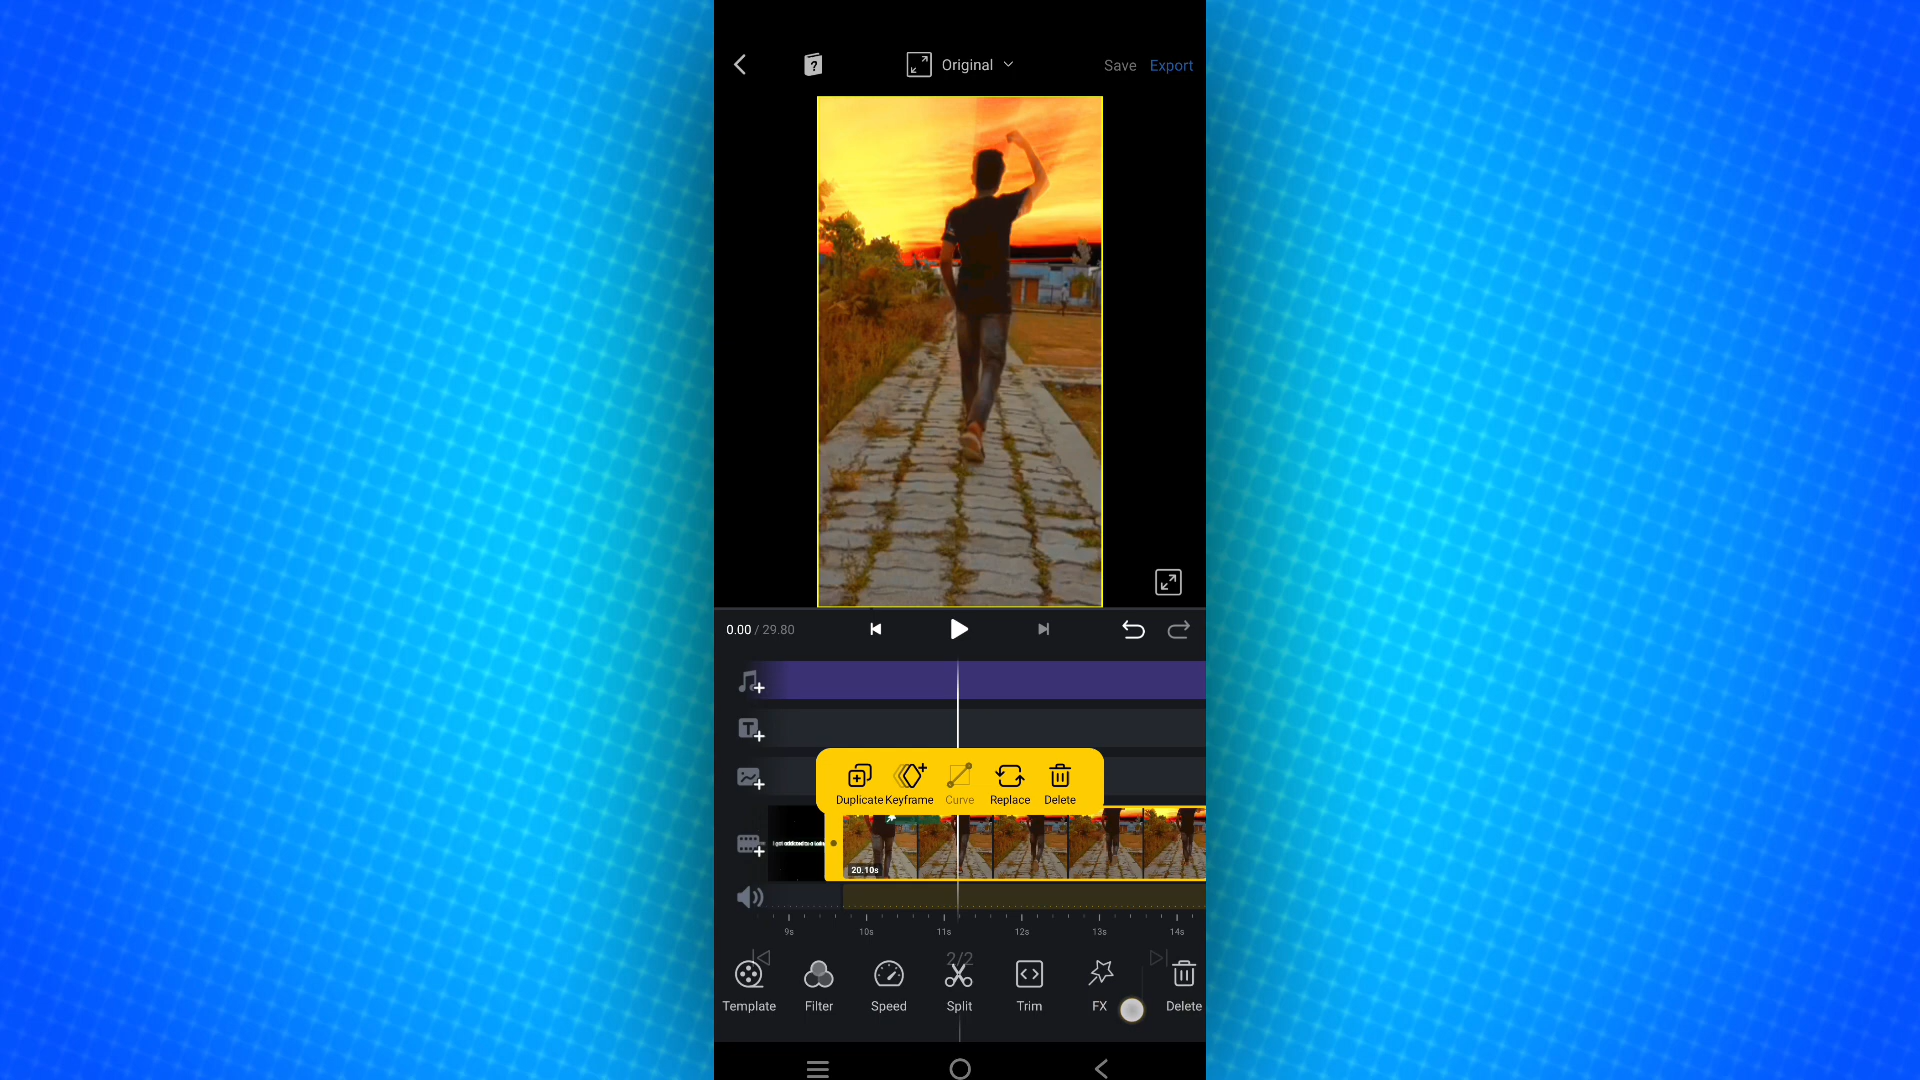 Original
Save
Export
0.00 / 29.80
Duplicate
Keyframe
Curve
Replace
Delete
20.10s
9s
10s
11s
12s
13s
14s
2/2
Template
Filter
Speed
Split
Trim
FX
Delete